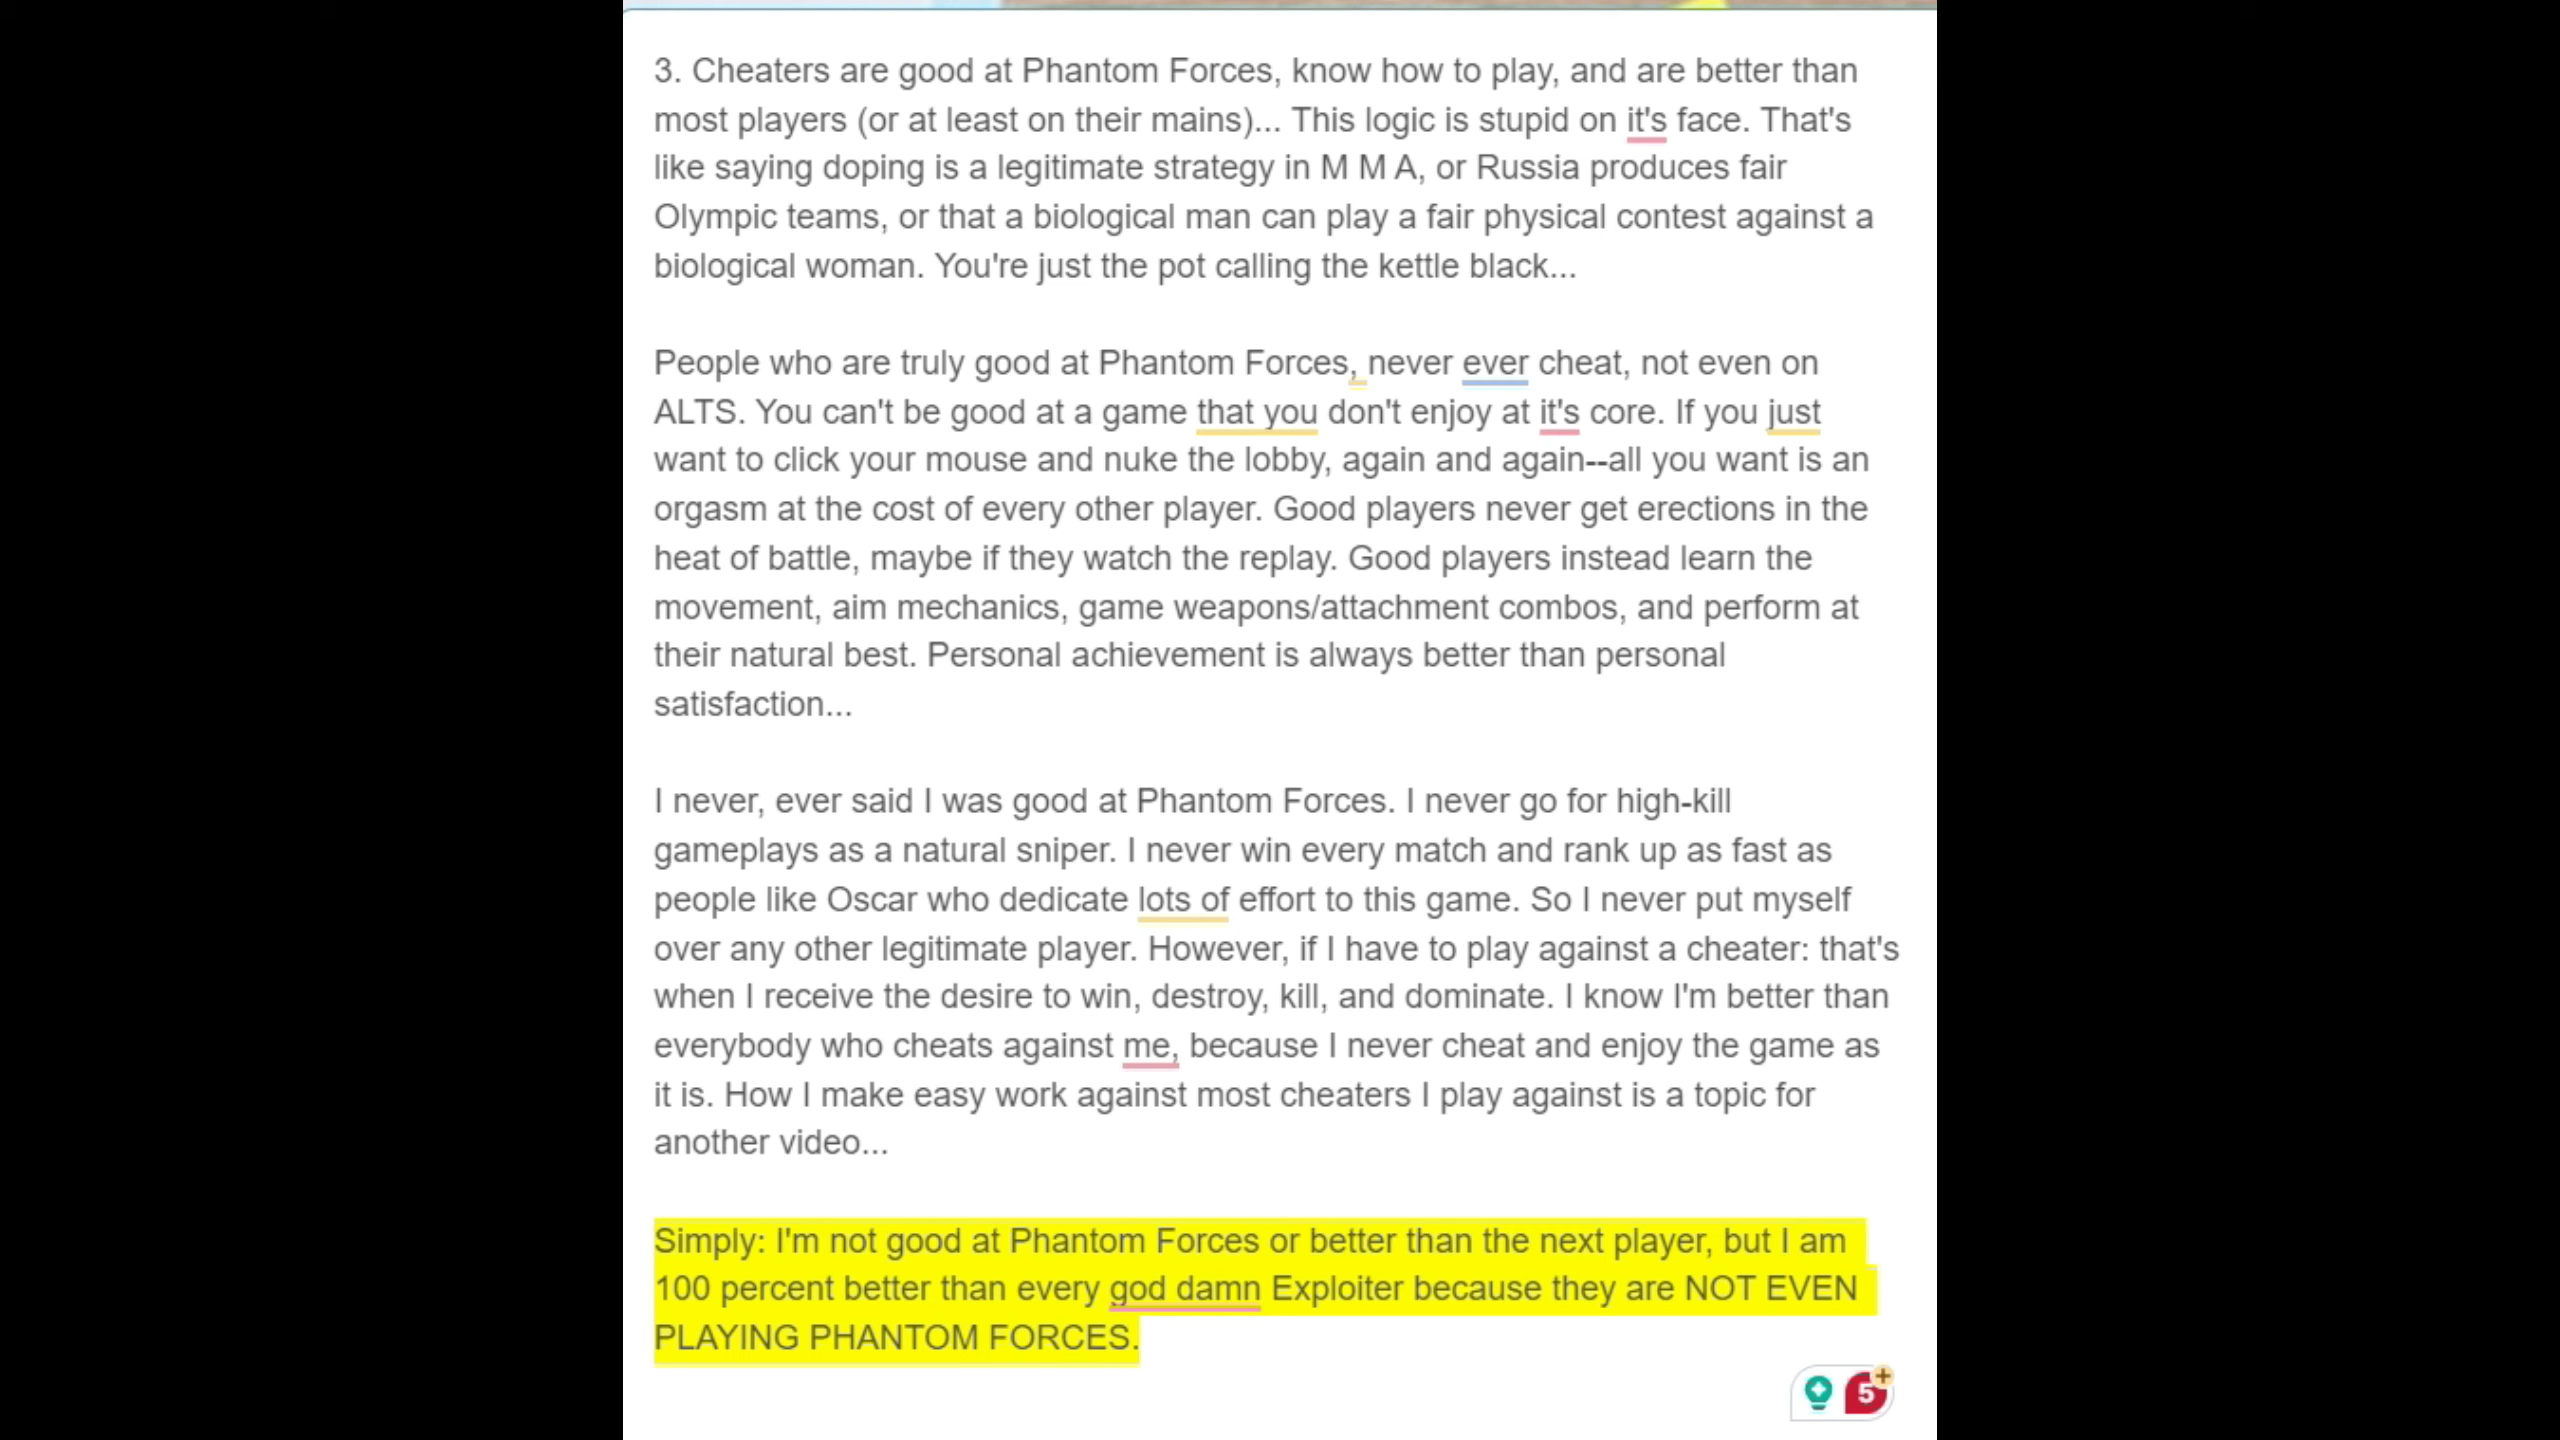 3. Cheaters are good at Phantom Forces, know how to play, and are better than
most players (or at least on their mains)... This logic is stupid on it's face. That's
like saying doping is a legitimate strategy in M M A, or Russia produces fair
Olympic teams, or that a biological man can play a fair physical contest against a
biological woman. You're just the pot calling the kettle black...
People who are truly good at Phantom Forces, never ever cheat, not even on
ALTS. You can't be good at a game that you don't enjoy at it's core. If you just
want to click your mouse and nuke the lobby, again and again--all you want is an
orgasm at the cost of every other player. Good players never get erections in the
heat of battle, maybe if they watch the replay. Good players instead learn the
movement, aim mechanics, game weapons/attachment combos, and perform at
their natural best. Personal achievement is always better than personal
satisfaction...
I never, ever said I was good at Phantom Forces. I never go for high-kill
gameplays as a natural sniper. I never win every match and rank up as fast as
people like Oscar who dedicate lots of effort to this game. So I never put myself
over any other legitimate player. However, if I have to play against a cheater: that's
when I receive the desire to win, destroy, kill, and dominate. I know I'm better than
everybody who cheats against me, because I never cheat and enjoy the game as
it is. How I make easy work against most cheaters I play against is a topic for
another video...
Simply: I'm not good at Phantom Forces or better than the next player, but I am
100 percent better than every god damn Exploiter because they are NOT EVEN
PLAYING PHANTOM FORCES.
5+